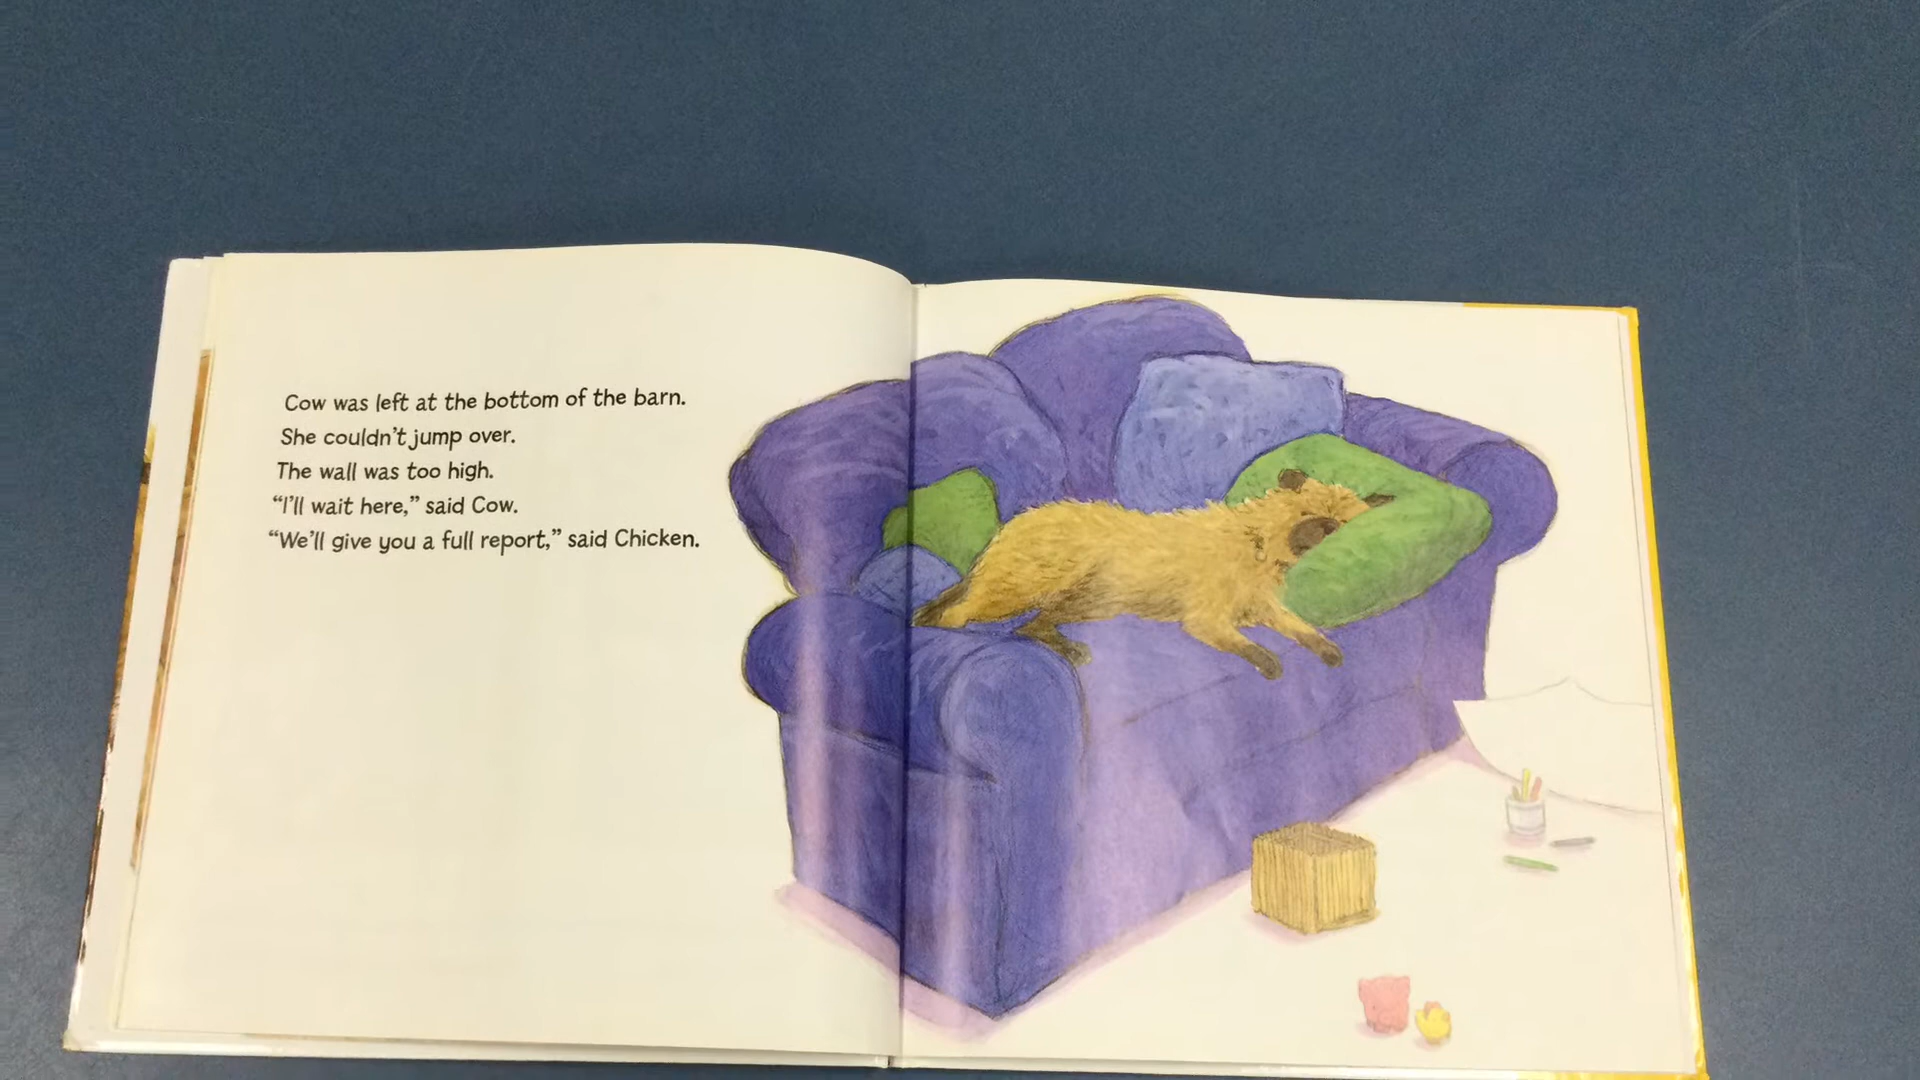 Cow was left at the bottom of the barn.
She couldn't jump over.
The wall was too high.
“I'll wait here,” said Cow.
“We'll give you a full report,” said Chicken.